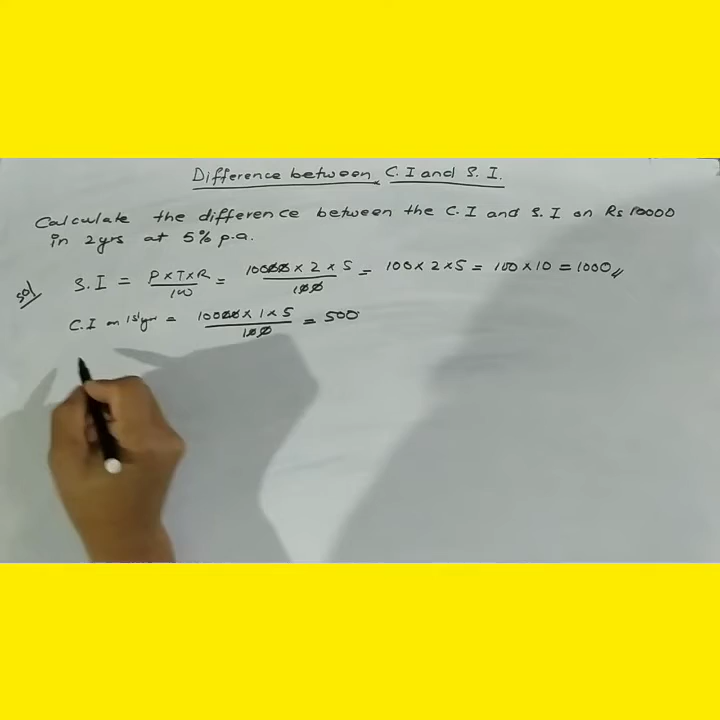 Difference between C.I and S.I.
Calculate the difference between the C.I and S.I on Rs 10000
in 2yrs at 5% p.a.
Sol S.I = P×T×R/100 = 10000×2×5/100 = 100×2×5 = 100×10 = 1000//
C.I on 1st yr = 10000×1×5/100 = 500